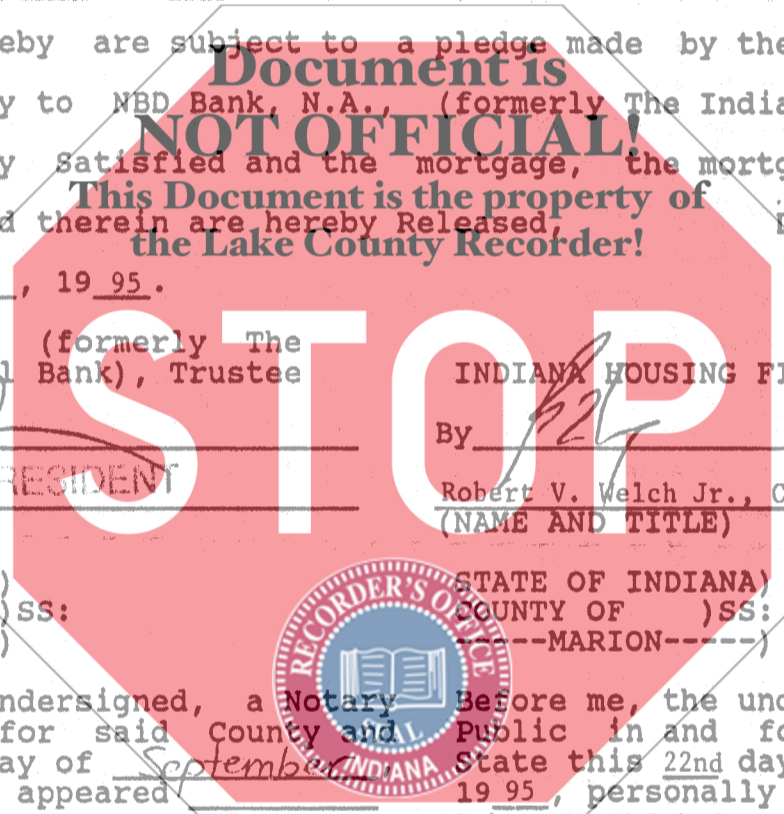 eby are subject to a pledge made by the
Document is
y to NBD Bank, N.A., (formerly The India
NOT OFFICIAL!
y Satisfied and the mortgage, the mortg
This Document is the property of
d therein are hereby Released,
the Lake County Recorder!
, 19 95.
STOP
(formerly The
l Bank), Trustee
INDIANA HOUSING FI
By
RESIDENT
Robert V. Welch Jr., C
(NAME AND TITLE)
)
)SS:
)
STATE OF INDIANA)
COUNTY OF )SS:
-----MARION-----)
RECORDER'S OFFICE
SEAL
INDIANA
ndersigned, a Notary
for said County and
ay of September,
appeared
Before me, the und
Public in and fo
State this 22nd day
19 95, personally